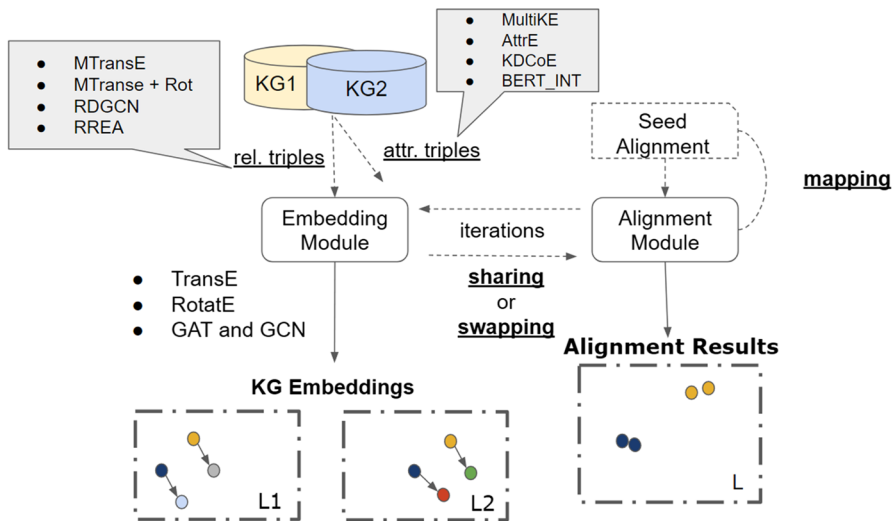 ● MTransE
● MTranse + Rot
● RDGCN
● RREA
KG1
KG2
● MultiKE
● AttrE
● KDCoE
● BERT_INT
rel. triples
attr. triples
Seed
Alignment
mapping
Embedding
Module
iterations
Alignment
Module
sharing
or
swapping
● TransE
● RotatE
● GAT and GCN
Alignment Results
KG Embeddings
L1
L2
L